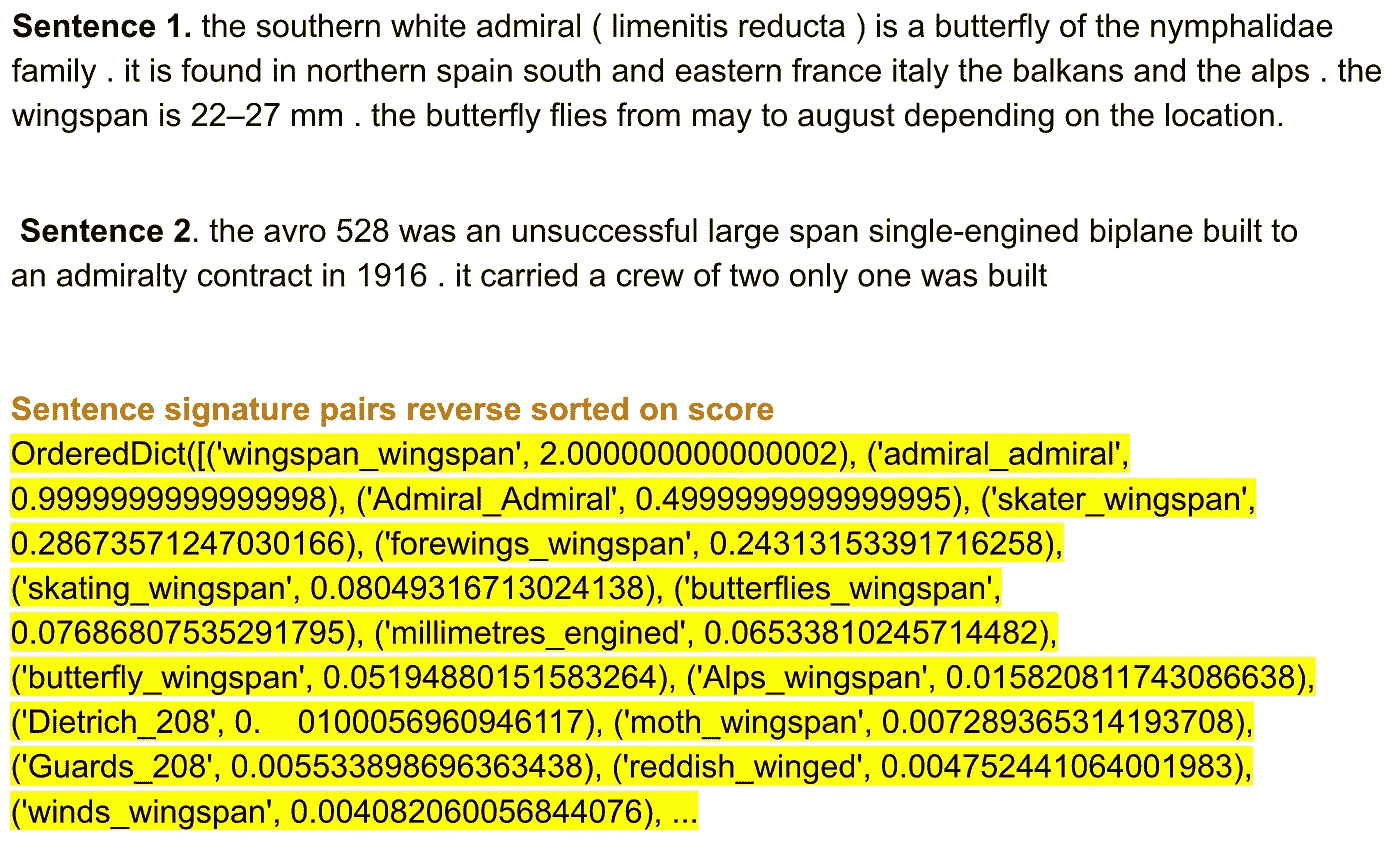 Sentence 1. the southern white admiral ( limenitis reducta ) is a butterfly of the nymphalidae
family . it is found in northern spain south and eastern france italy the balkans and the alps . the
wingspan is 22–27 mm . the butterfly flies from may to august depending on the location.
Sentence 2. the avro 528 was an unsuccessful large span single-engined biplane built to
an admiralty contract in 1916 . it carried a crew of two only one was built
Sentence signature pairs reverse sorted on score
OrderedDict([('wingspan_wingspan', 2.000000000000002), ('admiral_admiral',
0.9999999999999998), ('Admiral_Admiral', 0.4999999999999995), ('skater_wingspan',
0.28673571247030166), ('forewings_wingspan', 0.24313153391716258),
('skating_wingspan', 0.08049316713024138), ('butterflies_wingspan',
0.07686807535291795), ('millimetres_engined', 0.06533810245714482),
('butterfly_wingspan', 0.05194880151583264), ('Alps_wingspan', 0.015820811743086638),
('Dietrich_208', 0. 0100056960946117), ('moth_wingspan', 0.007289365314193708),
('Guards_208', 0.005533898696363438), ('reddish_winged', 0.004752441064001983),
('winds_wingspan', 0.004082060056844076), ...